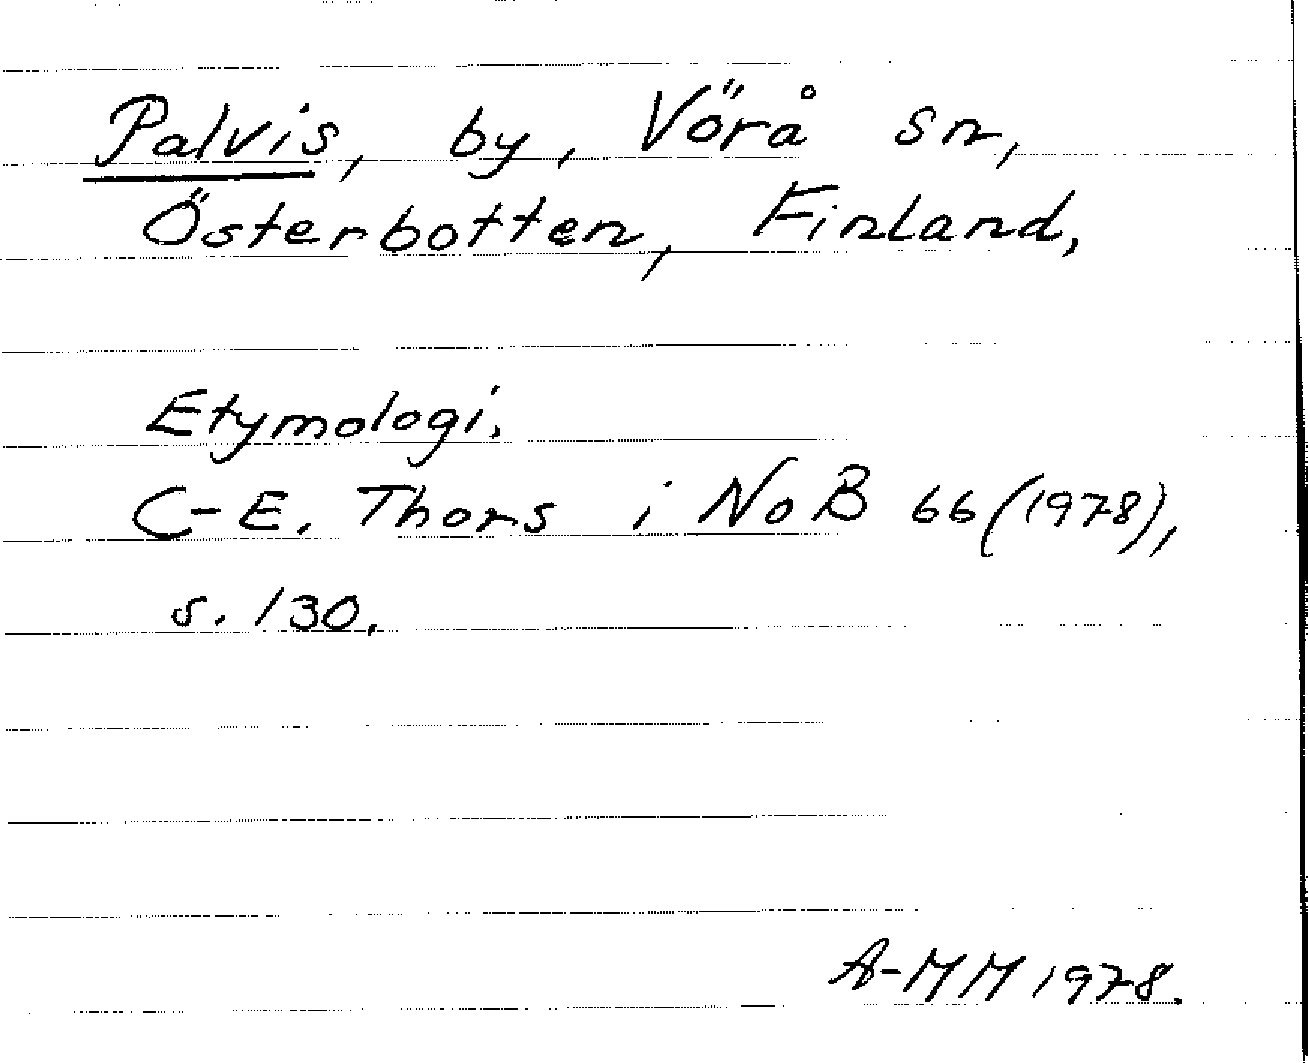 Palvis, by, Vörå sn,
Österbotten, Finland,
Etymologi.
C-E. Thors i NoB 66 (1978),
s. 130.
A-MM 1978.